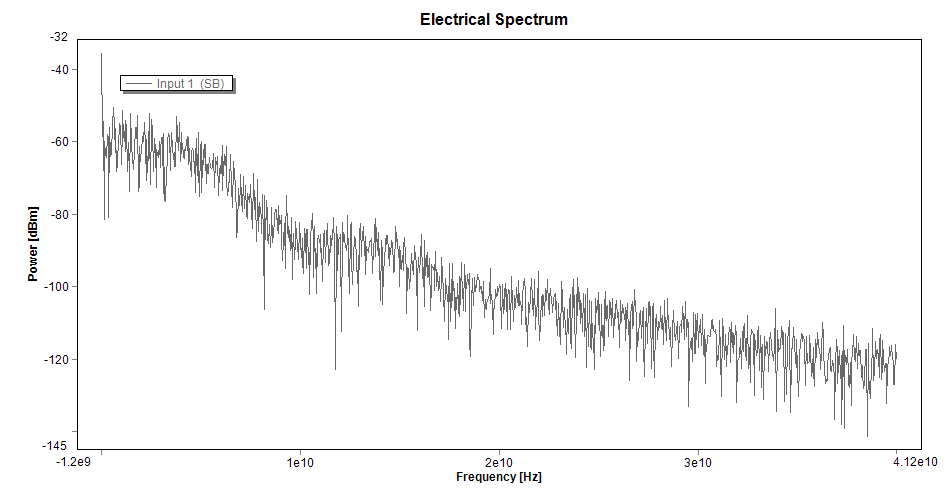 Electrical Spectrum
-32
-40
Input 1 (SB)
-60
-80
Power [dBm]
-100
-120
-145
-1.2e9
1e10
2e10
3e10
4.12e10
Frequency [Hz]